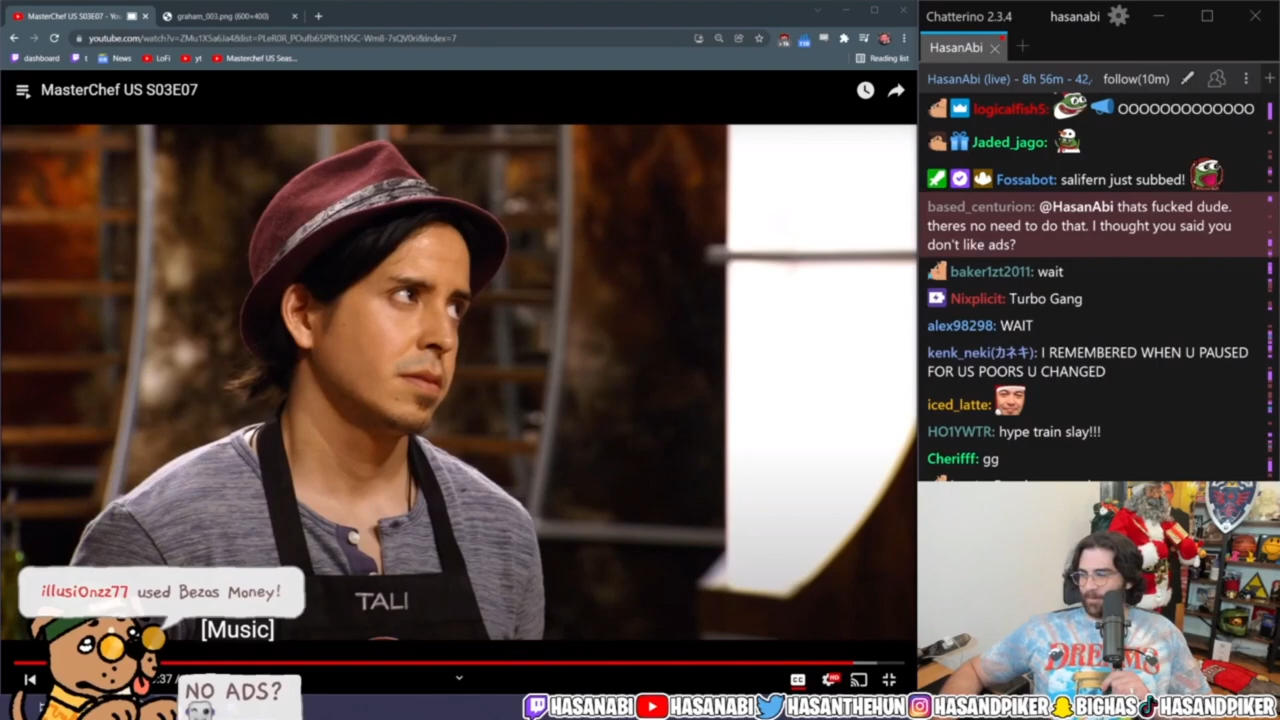 MasterChef US S03E07 - You
graham_003.png (600×400)
youtube.com/watch?v=ZMu1X5a6Ja4&list=PLeR0R_POufb65PfSt1N5C-Wm8-7sQV0ri&index=7
dashboard
t
News
LoFi
yt
Masterchef US Seas...
Reading list
MasterChef US S03E07
TALI
[Music]
illusiOnzz77 used Bezos Money!
NO ADS?
Chatterino 2.3.4
hasanabi
HasanAbi
HasanAbi (live) - 8h 56m - 42,
follow(10m)
logicalfish5: OOOOOOOOOOOOO
Jaded_jago:
Fossabot: salifern just subbed!
based_centurion: @HasanAbi thats fucked dude.
theres no need to do that. I thought you said you
don't like ads?
baker1zt2011: wait
Nixplicit: Turbo Gang
alex98298: WAIT
kenk_neki(カネキ): I REMEMBERED WHEN U PAUSED
FOR US POORS U CHANGED
iced_latte:
HO1YWTR: hype train slay!!!
Cherifff: gg
DREAMS
HASANABI
HASANABI
HASANTHEHUN
HASANDPIKER
BIGHAS
HASANDPIKER